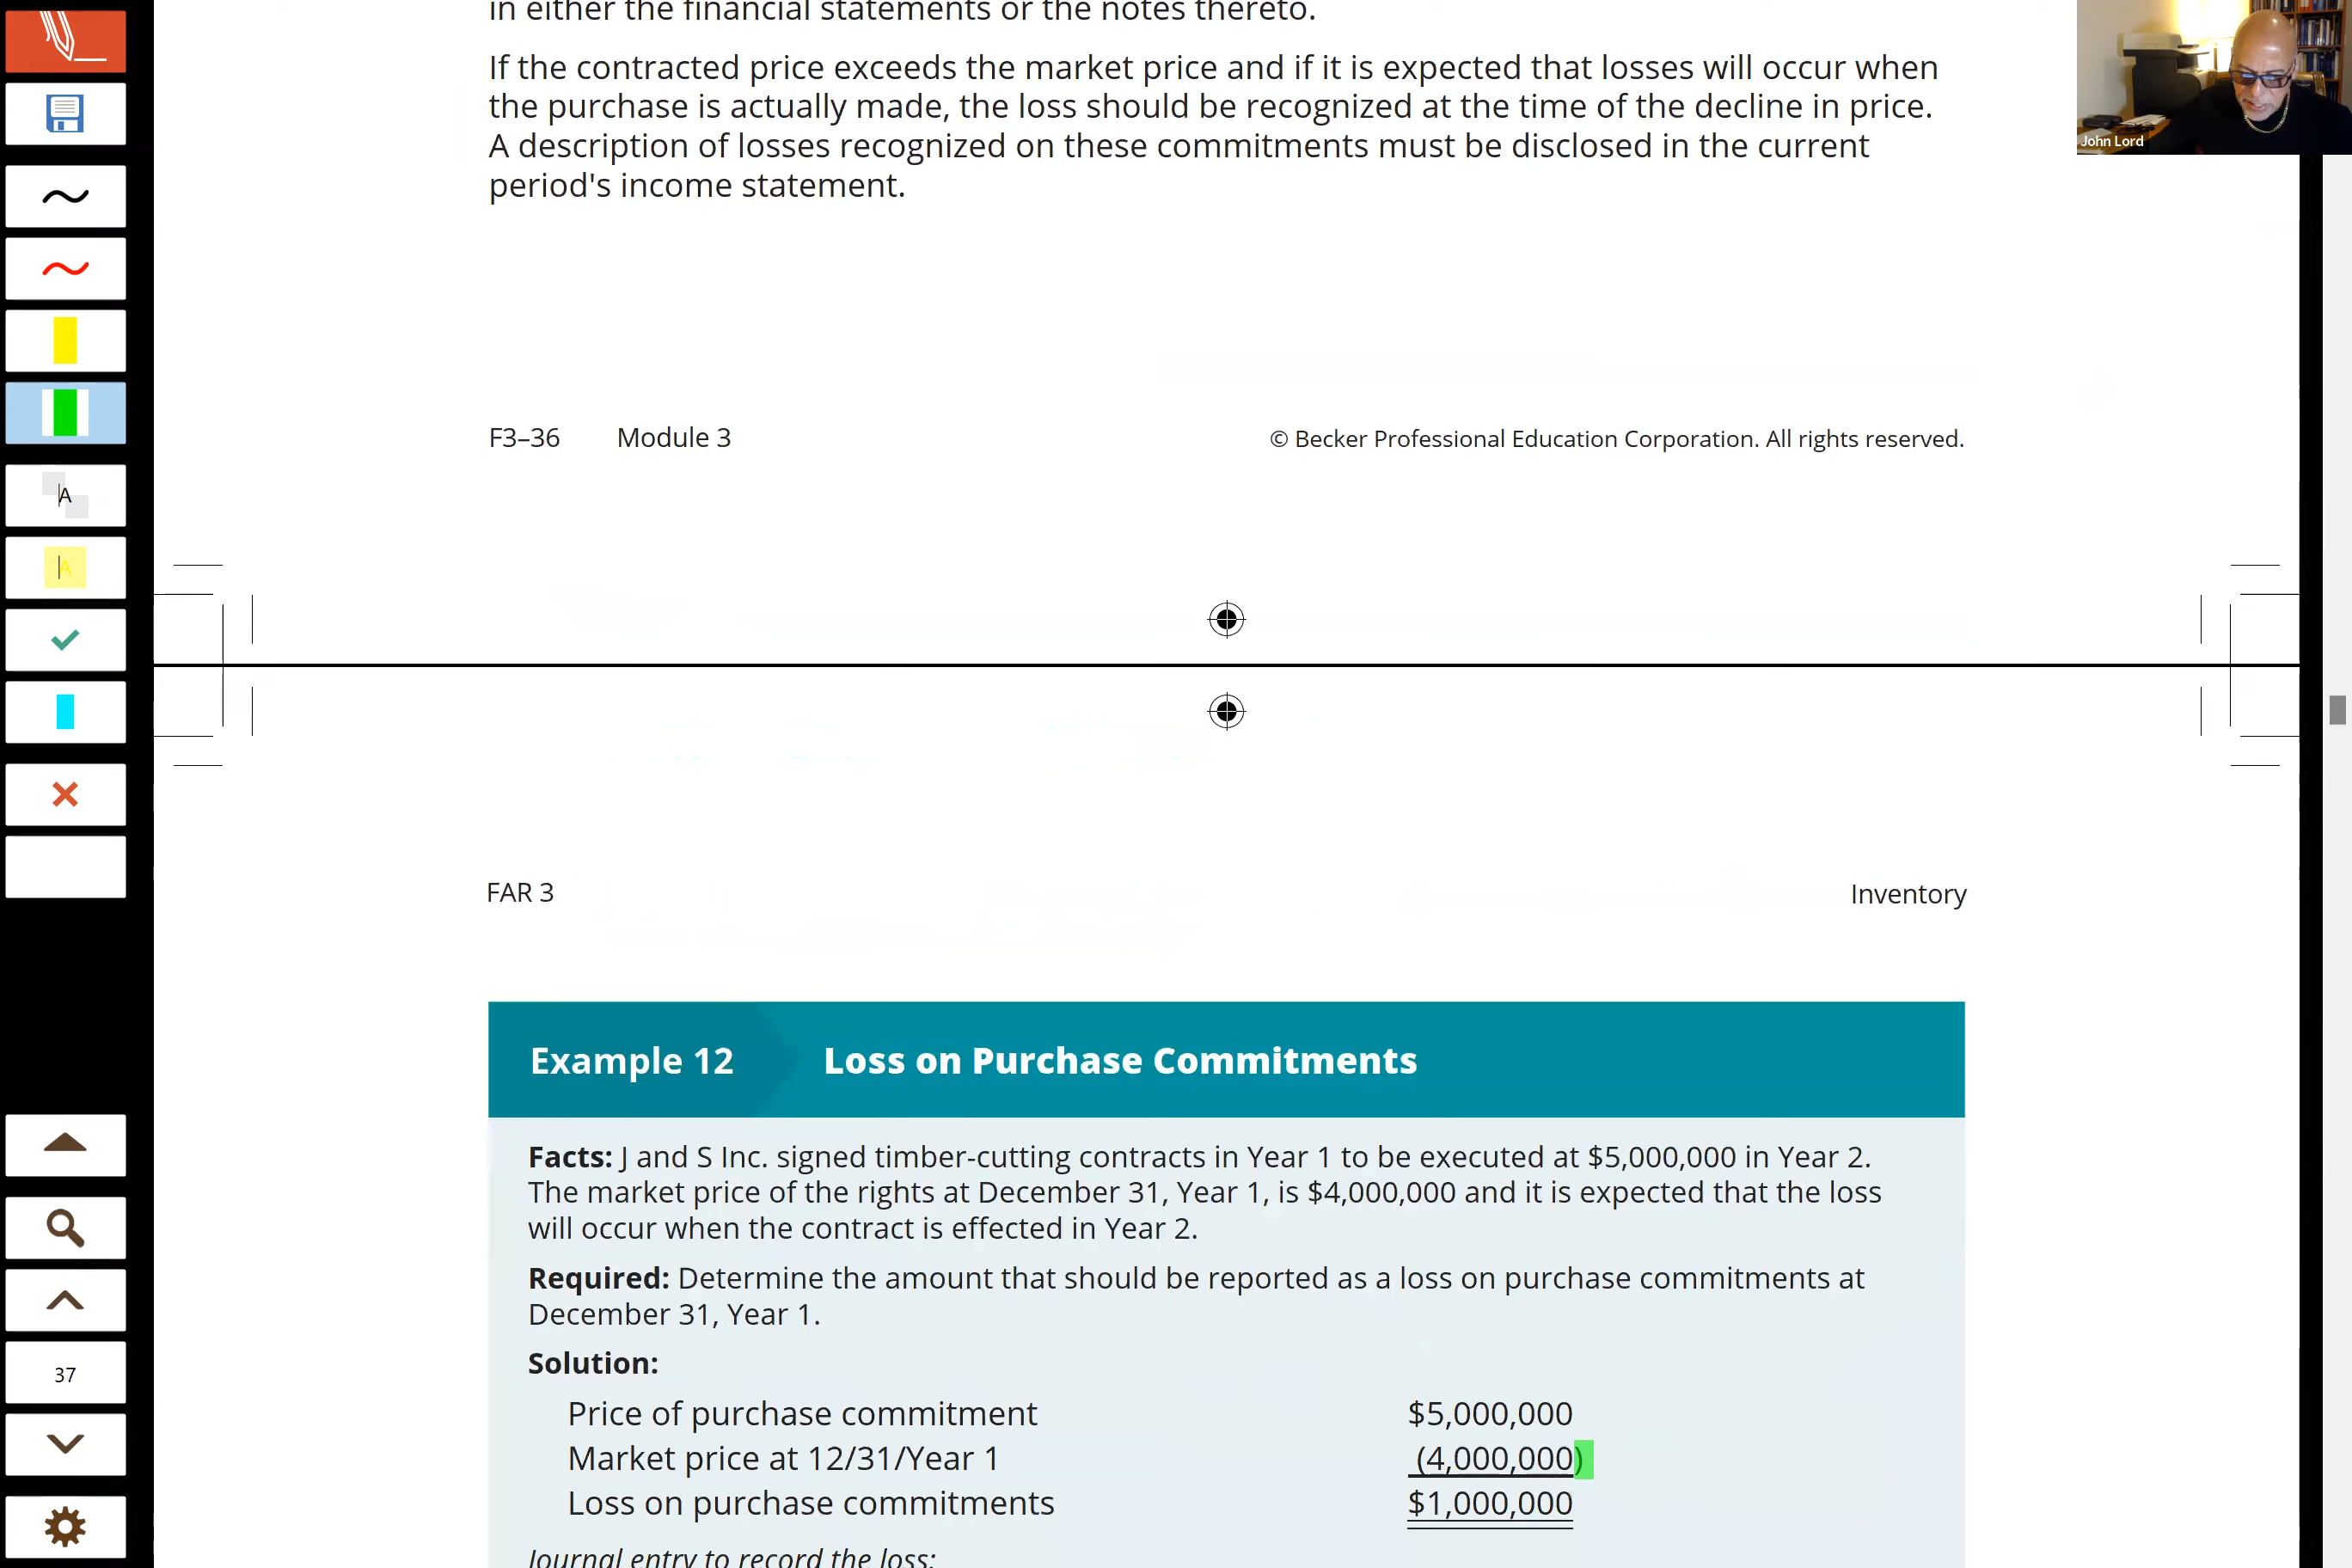 in either the financial statements or the notes thereto.
If the contracted price exceeds the market price and if it is expected that losses will occur when
the purchase is actually made, the loss should be recognized at the time of the decline in price.
A description of losses recognized on these commitments must be disclosed in the current
period's income statement.
John Lord
F3–36 Module 3 © Becker Professional Education Corporation. All rights reserved.
A
A
FAR 3 Inventory
Example 12 Loss on Purchase Commitments
Facts: J and S Inc. signed timber-cutting contracts in Year 1 to be executed at $5,000,000 in Year 2.
The market price of the rights at December 31, Year 1, is $4,000,000 and it is expected that the loss
will occur when the contract is effected in Year 2.
Required: Determine the amount that should be reported as a loss on purchase commitments at
December 31, Year 1.
Solution:
Price of purchase commitment $5,000,000
Market price at 12/31/Year 1 (4,000,000)
Loss on purchase commitments $1,000,000
Journal entry to record the loss:
37